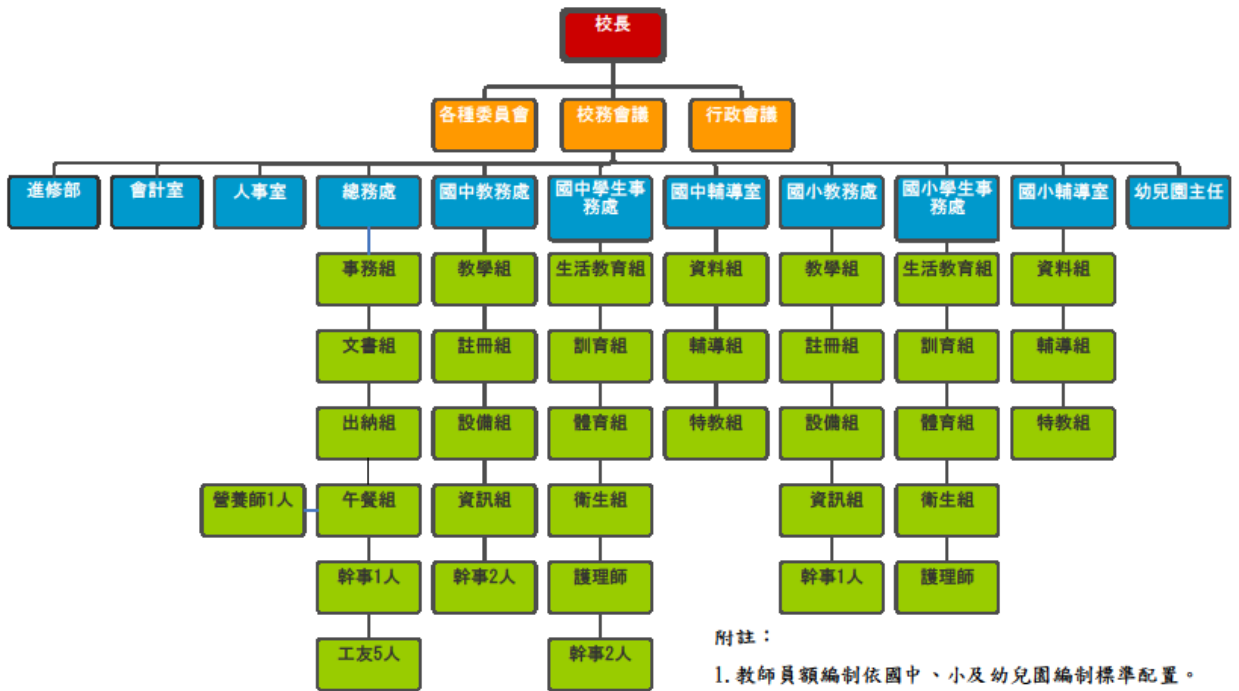 校長
各種委員會
校務會議
行政會議
進修部
會計室
人事室
總務處
國中教務處
國中學生事
務處
國中輔導室
國小教務處
國小學生事
務處
國小輔導室
幼兒園主任
事務組
教學組
生活教育組
資料組
教學組
生活教育組
資料組
文書組
註冊組
訓育組
輔導組
註冊組
訓育組
輔導組
出納組
設備組
體育組
特教組
設備組
體育組
特教組
營養師1人
午餐組
資訊組
衛生組
資訊組
衛生組
幹事1人
幹事2人
護理師
幹事1人
護理師
工友5人
幹事2人
附註：
1.教師員額編制依國中、小及幼兒園編制標準配置。